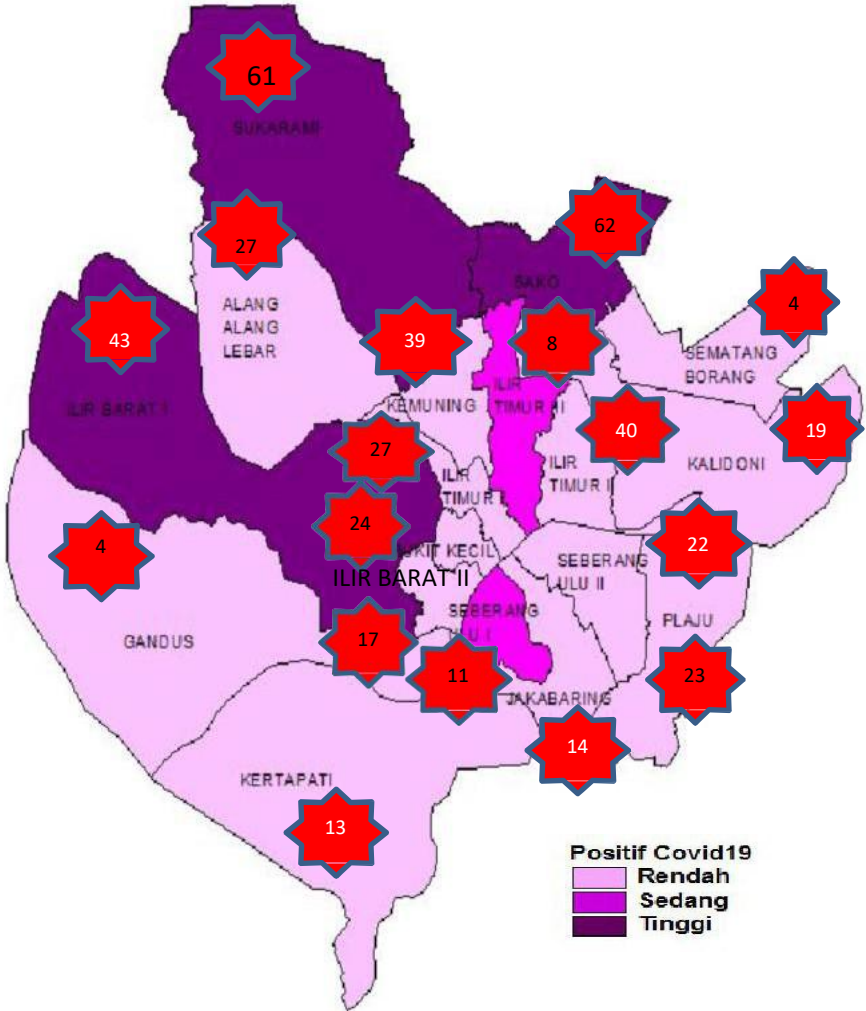 61
SUKARAMI
62
27
SAKO
4
ALANG
ALANG
LEBAR
43
39
8
SEMATANG
BORANG
ILIR BARAT I
KEMUNING
ILIR
TIMUR III
40
19
27
ILIR
TIMUR I
ILIR
TIMUR I
KALIDONI
24
4
22
BUKIT KECIL
SEBERANG
ULU II
ILIR BARAT II
SEBERANG
ULU I
PLAJU
GANDUS
17
11
23
JAKABARING
14
KERTAPATI
13
Positif Covid19
Rendah
Sedang
Tinggi